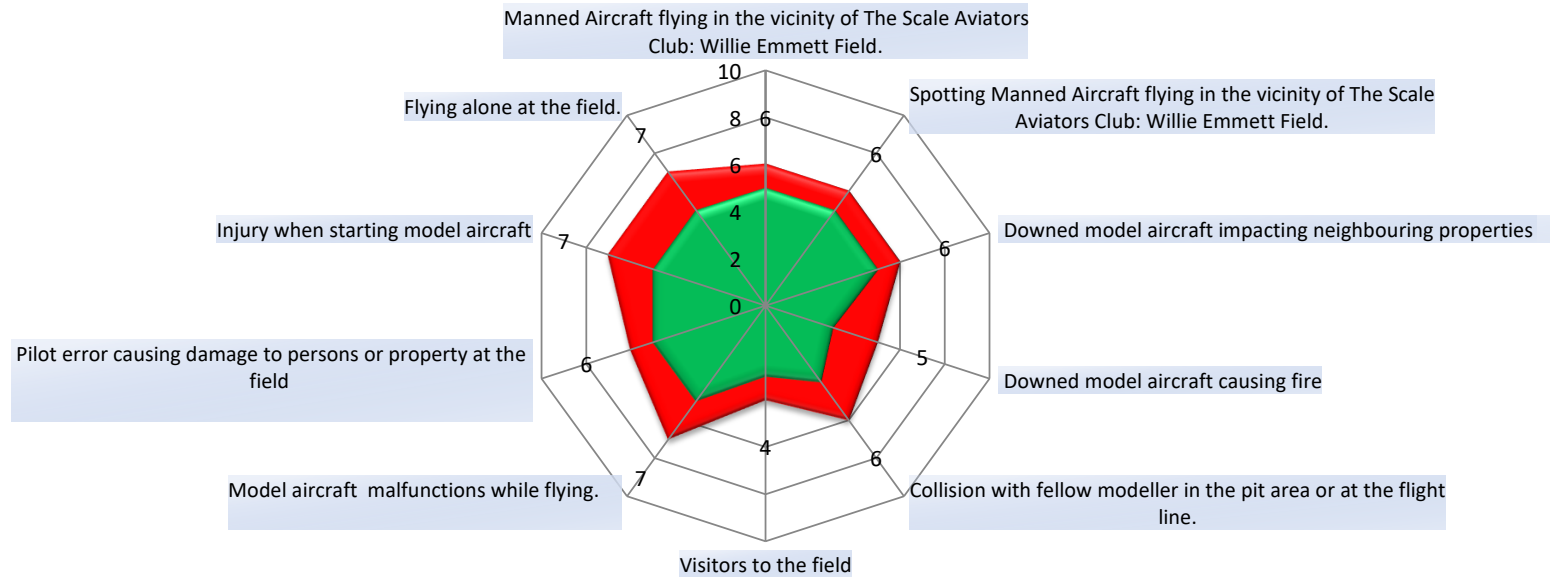 Manned Aircraft flying in the vicinity of The Scale Aviators
Club: Willie Emmett Field.
10
Flying alone at the field.
Spotting Manned Aircraft flying in the vicinity of The Scale
Aviators Club: Willie Emmett Field.
8
6
7
6
6
4
Injury when starting model aircraft
7
Downed model aircraft impacting neighbouring properties
6
2
0
Pilot error causing damage to persons or property at the
field
6
5
Downed model aircraft causing fire
4
6
7
Model aircraft  malfunctions while flying.
Collision with fellow modeller in the pit area or at the flight
line.
Visitors to the field